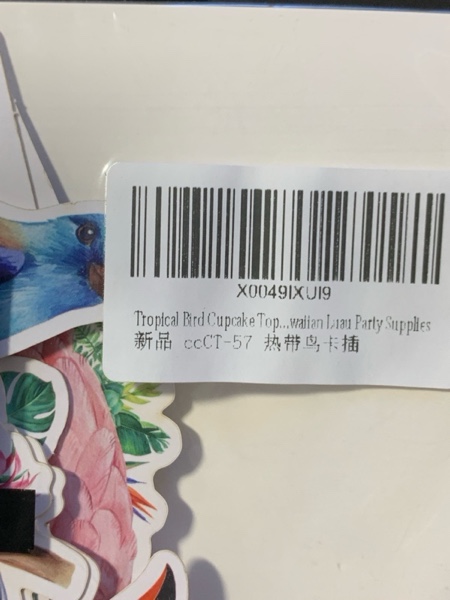 X0049IXUI9
Tropical Bird Cupcake Top...waiian Luau Party Supplies
新品 ccCT-57 热带鸟卡插